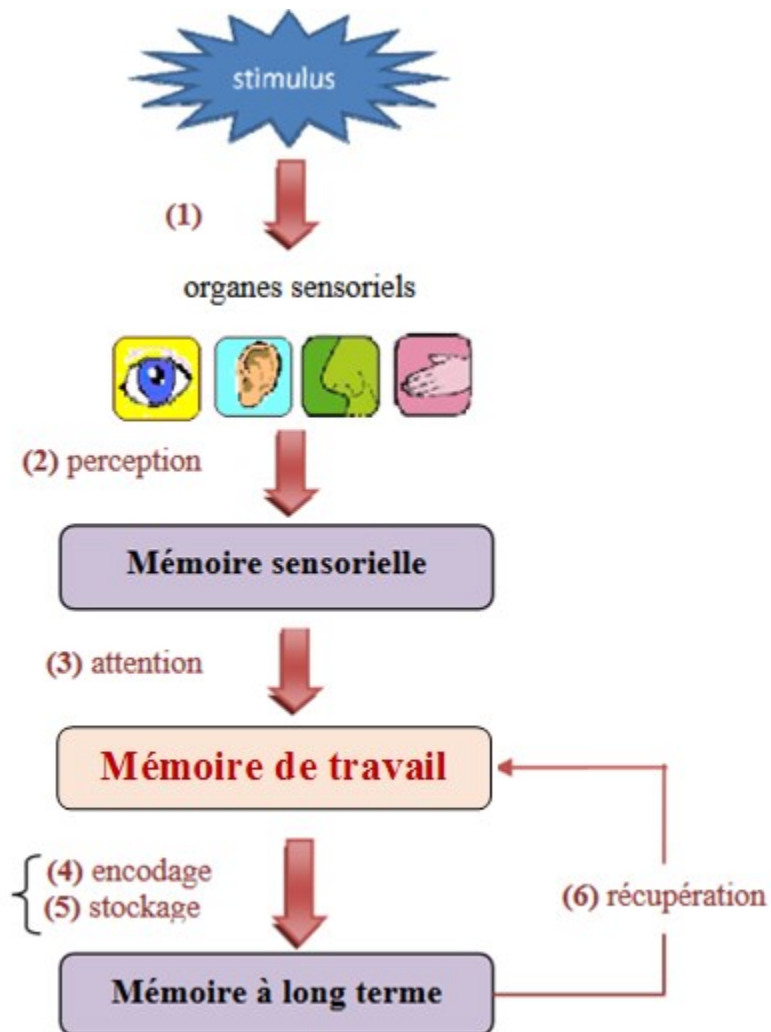 stimulus
(1)
organes sensoriels
(2) perception
Mémoire sensorielle
(3) attention
Mémoire de travail
(4) encodage
(5) stockage
(6) récupération
Mémoire à long terme